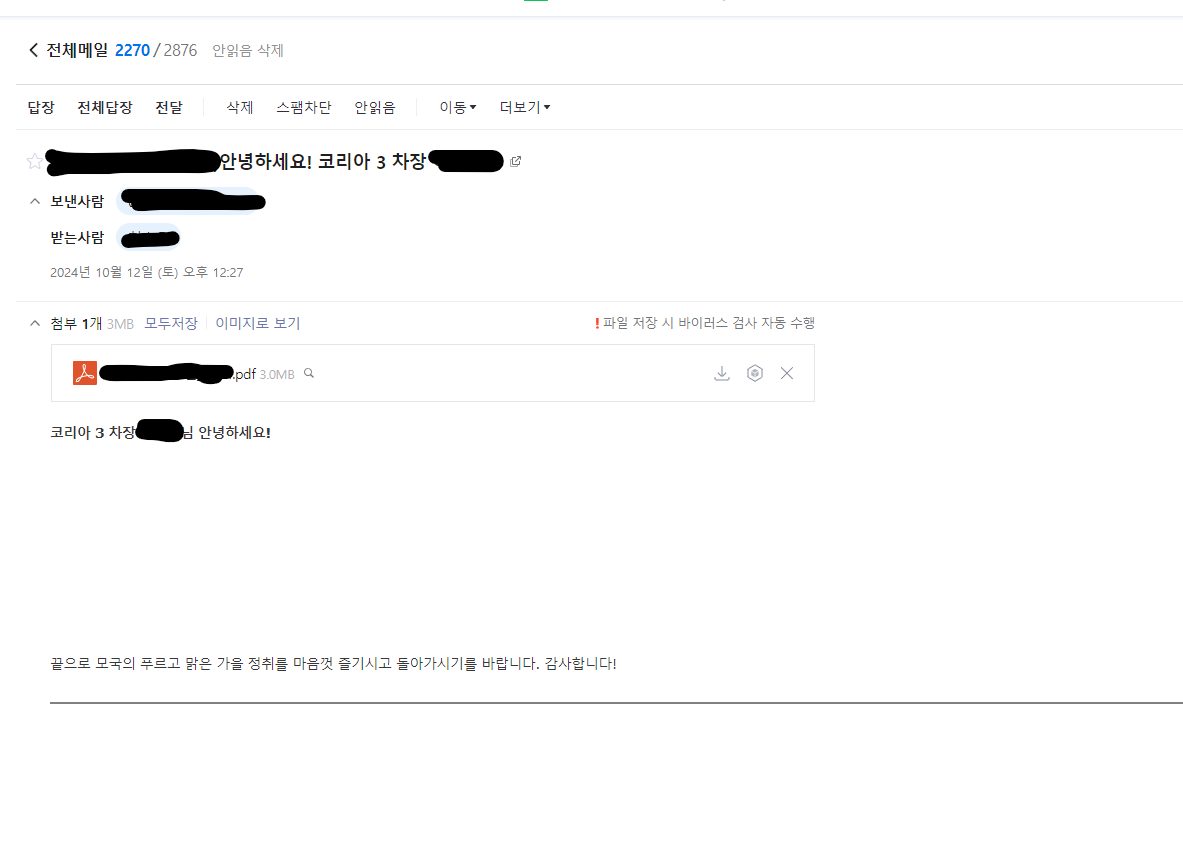 전체메일 2270 / 2876 안읽음 삭제
답장 전체답장 전달 삭제 스팸차단 안읽음 이동 더보기
안녕하세요! 코리아 3 차장
보낸사람
받는사람
2024년 10월 12일 (토) 오후 12:27
첨부 1개 3MB 모두저장 이미지로 보기 ! 파일 저장 시 바이러스 검사 자동 수행
.pdf 3.0MB
코리아 3 차장 님 안녕하세요!
끝으로 모국의 푸르고 맑은 가을 정취를 마음껏 즐기시고 돌아가시기를 바랍니다. 감사합니다!